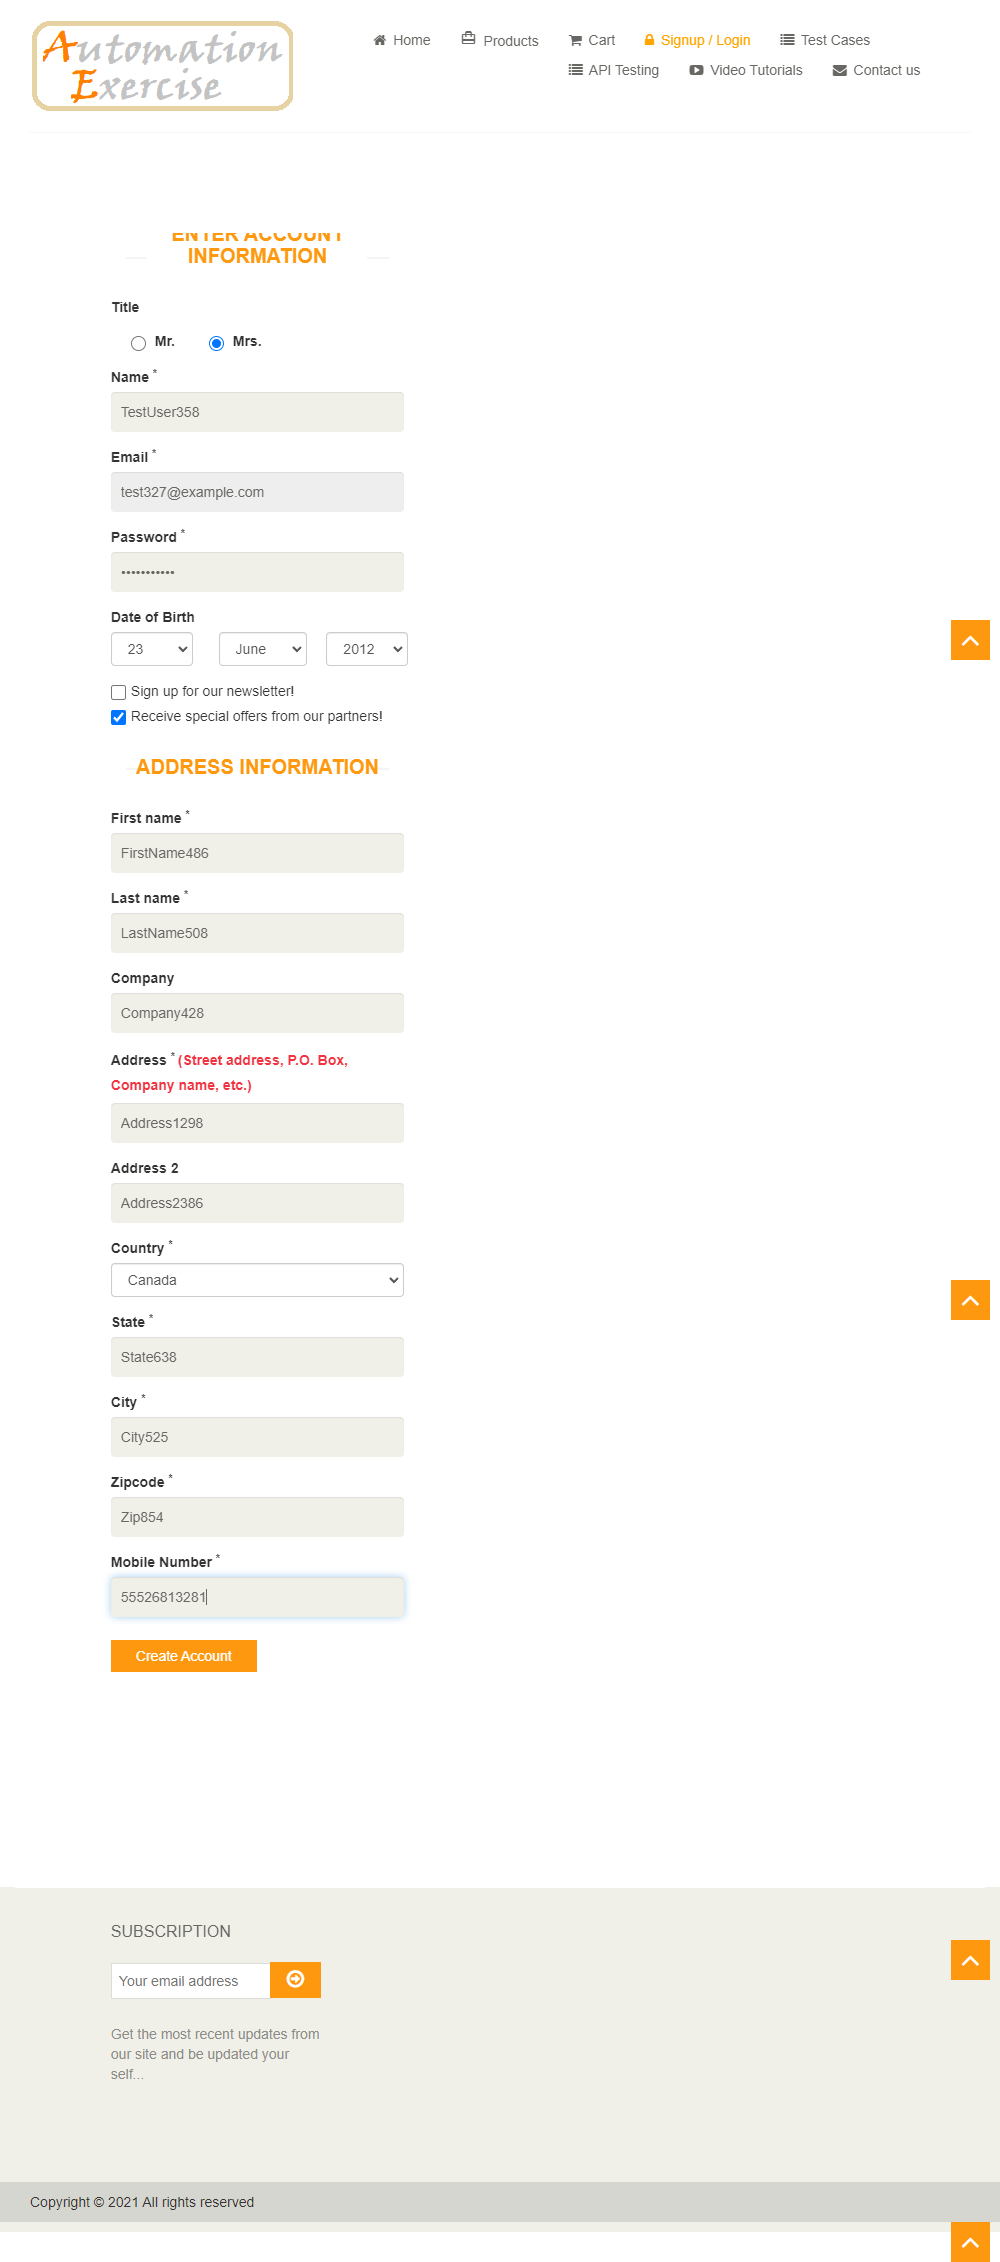 Automation
Exercise
Home
Products
Cart
Signup / Login
Test Cases
API Testing
Video Tutorials
Contact us
ENTER ACCOUNT
INFORMATION
Title
Mr.
Mrs.
Name *
TestUser358
Email *
test327@example.com
Password *
•••••••••••
Date of Birth
23
June
2012
Sign up for our newsletter!
Receive special offers from our partners!
ADDRESS INFORMATION
First name *
FirstName486
Last name *
LastName508
Company
Company428
Address * (Street address, P.O. Box,
Company name, etc.)
Address1298
Address 2
Address2386
Country *
Canada
State *
State638
City *
City525
Zipcode *
Zip854
Mobile Number *
55526813281
Create Account
SUBSCRIPTION
Your email address
Get the most recent updates from
our site and be updated your
self...
Copyright © 2021 All rights reserved